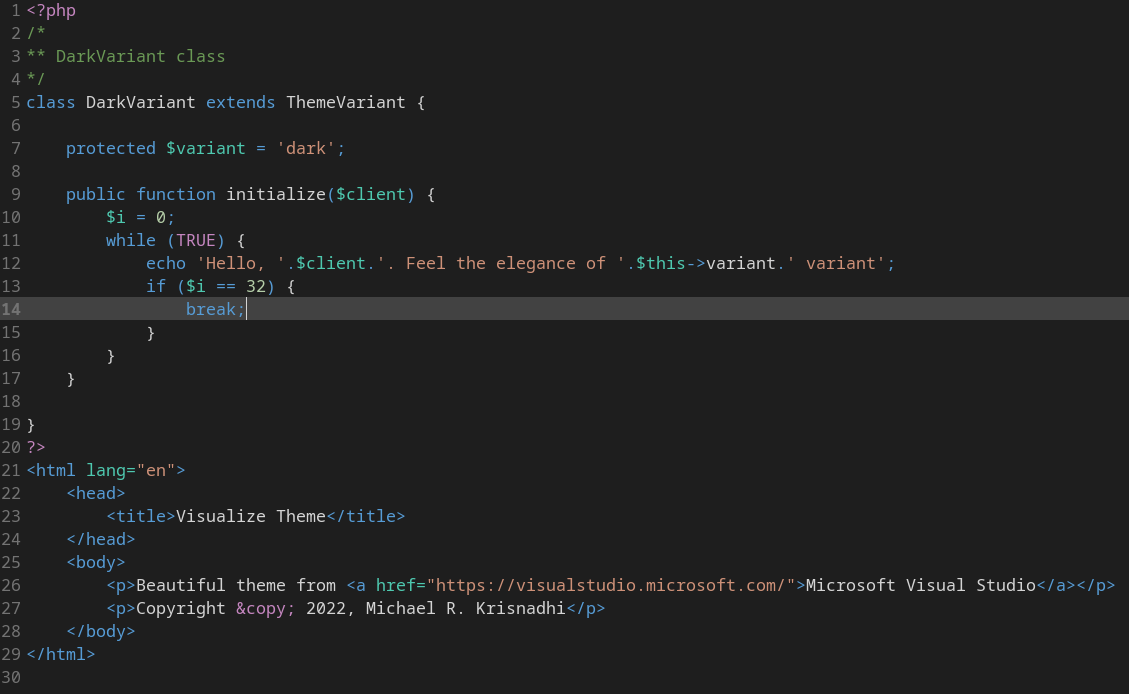 1 <?php
2 /*
3 ** DarkVariant class
4 */
5 class DarkVariant extends ThemeVariant {
6
7     protected $variant = 'dark';
8
9     public function initialize($client) {
10         $i = 0;
11         while (TRUE) {
12             echo 'Hello, '.$client.'. Feel the elegance of '.$this->variant.' variant';
13             if ($i == 32) {
14                 break;
15             }
16         }
17     }
18
19 }
20 ?>
21 <html lang="en">
22     <head>
23         <title>Visualize Theme</title>
24     </head>
25     <body>
26         <p>Beautiful theme from <a href="https://visualstudio.microsoft.com/">Microsoft Visual Studio</a></p>
27         <p>Copyright &copy; 2022, Michael R. Krisnadhi</p>
28     </body>
29 </html>
30